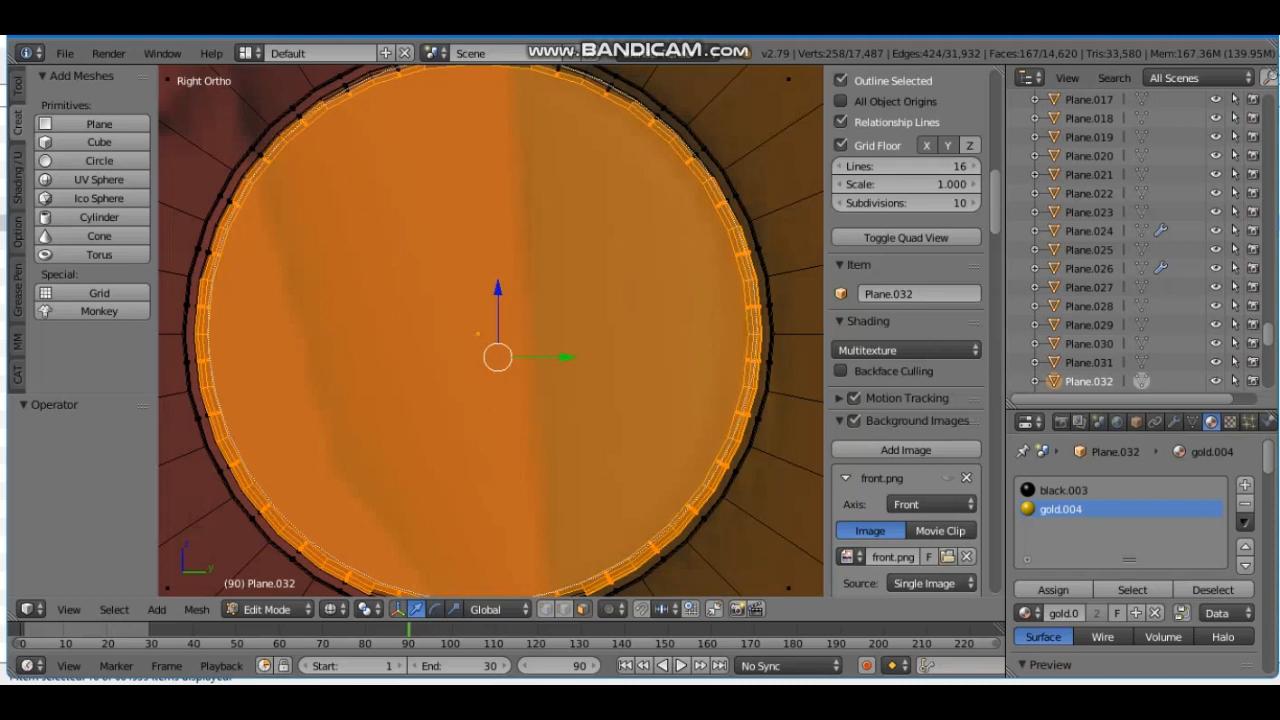 File Render Window Help Default Scene www.BANDICAM.com v2.79 | Verts:258/17,487 | Edges:424/31,932 | Faces:167/14,620 | Tris:33,580 | Mem:167.36M (139.95M)
Add Meshes
Primitives:
Plane
Cube
Circle
UV Sphere
Ico Sphere
Cylinder
Cone
Torus
Special:
Grid
Monkey
Operator
Tool
Creat
Shading / U
Option
Grease Pen
MM
CAT
Right Ortho
(90) Plane.032
z
y
Outline Selected
All Object Origins
Relationship Lines
Grid Floor X Y Z
Lines: 16
Scale: 1.000
Subdivisions: 10
Toggle Quad View
Item
Plane.032
Shading
Multitexture
Backface Culling
Motion Tracking
Background Images
Add Image
front.png
Axis: Front
Image Movie Clip
front.png F
Source: Single Image
View Search All Scenes
Plane.017
Plane.018
Plane.019
Plane.020
Plane.021
Plane.022
Plane.023
Plane.024
Plane.025
Plane.026
Plane.027
Plane.028
Plane.029
Plane.030
Plane.031
Plane.032
Plane.032 gold.004
black.003
gold.004
Assign Select Deselect
gold.0 2 F Data
Surface Wire Volume Halo
Preview
View Select Add Mesh Edit Mode Global
0 10 20 30 40 50 60 70 80 90 100 110 120 130 140 150 160 170 180 190 200 210 220
View Marker Frame Playback Start: 1 End: 30 90 No Sync